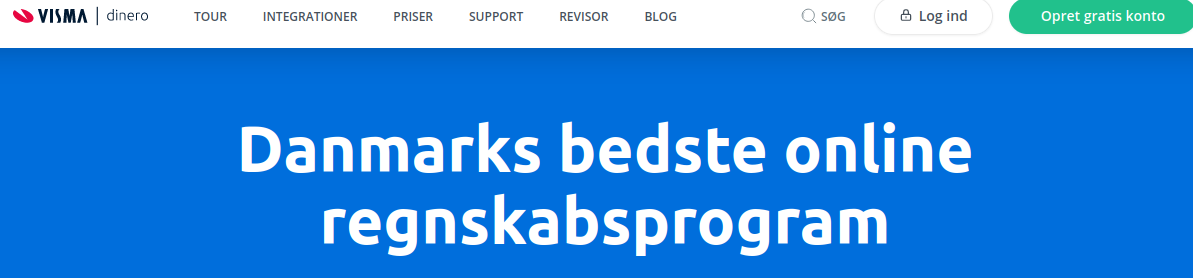 VISMA | dinero TOUR INTEGRATIONER PRISER SUPPORT REVISOR BLOG SØG Log ind Opret gratis konto
Danmarks bedste online
regnskabsprogram